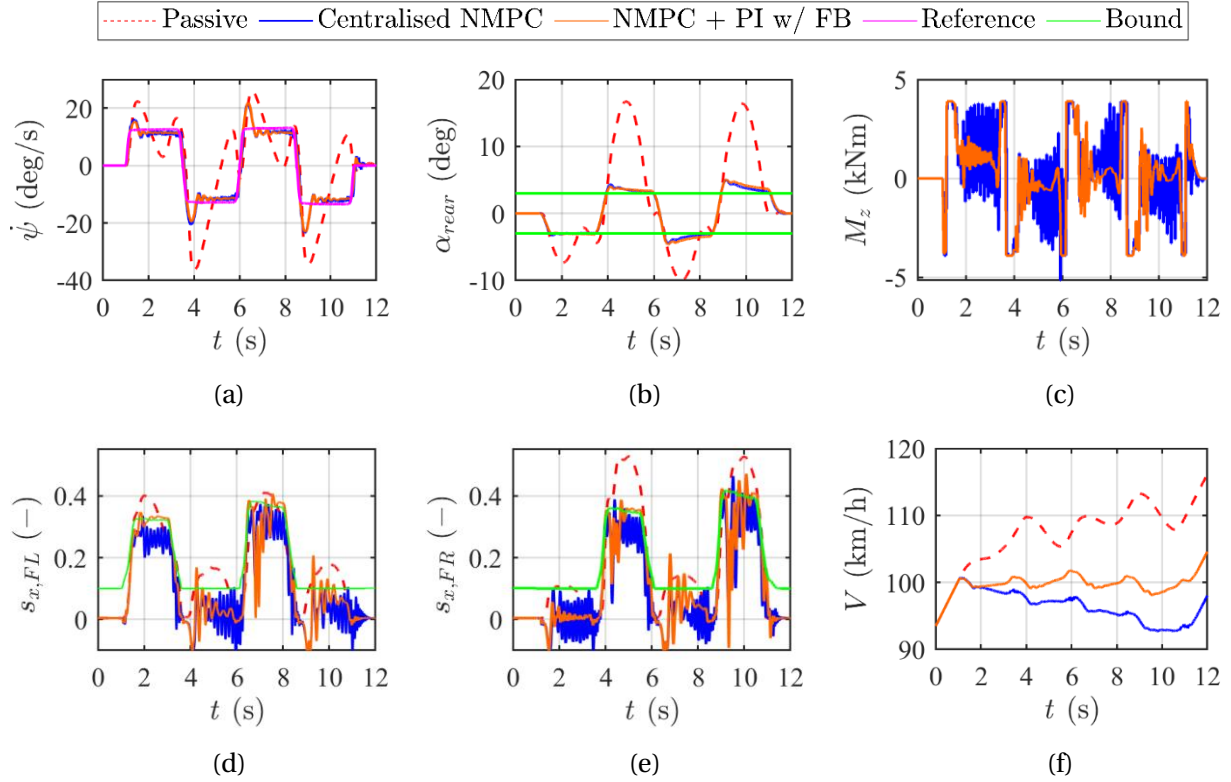 Passive Centralised NMPC NMPC + PI w/ FB Reference Bound
20
0
-20
-40
0 2 4 6 8 10 12
ψ̇ (deg/s)
t (s)
(a)
20
10
0
-10
0 2 4 6 8 10 12
α_rear (deg)
t (s)
(b)
5
0
-5
0 2 4 6 8 10 12
M_z (kNm)
t (s)
(c)
0.4
0.2
0
0 2 4 6 8 10 12
s_x,FL (−)
t (s)
(d)
0.4
0.2
0
0 2 4 6 8 10 12
s_x,FR (−)
t (s)
(e)
120
110
100
90
0 2 4 6 8 10 12
V (km/h)
t (s)
(f)